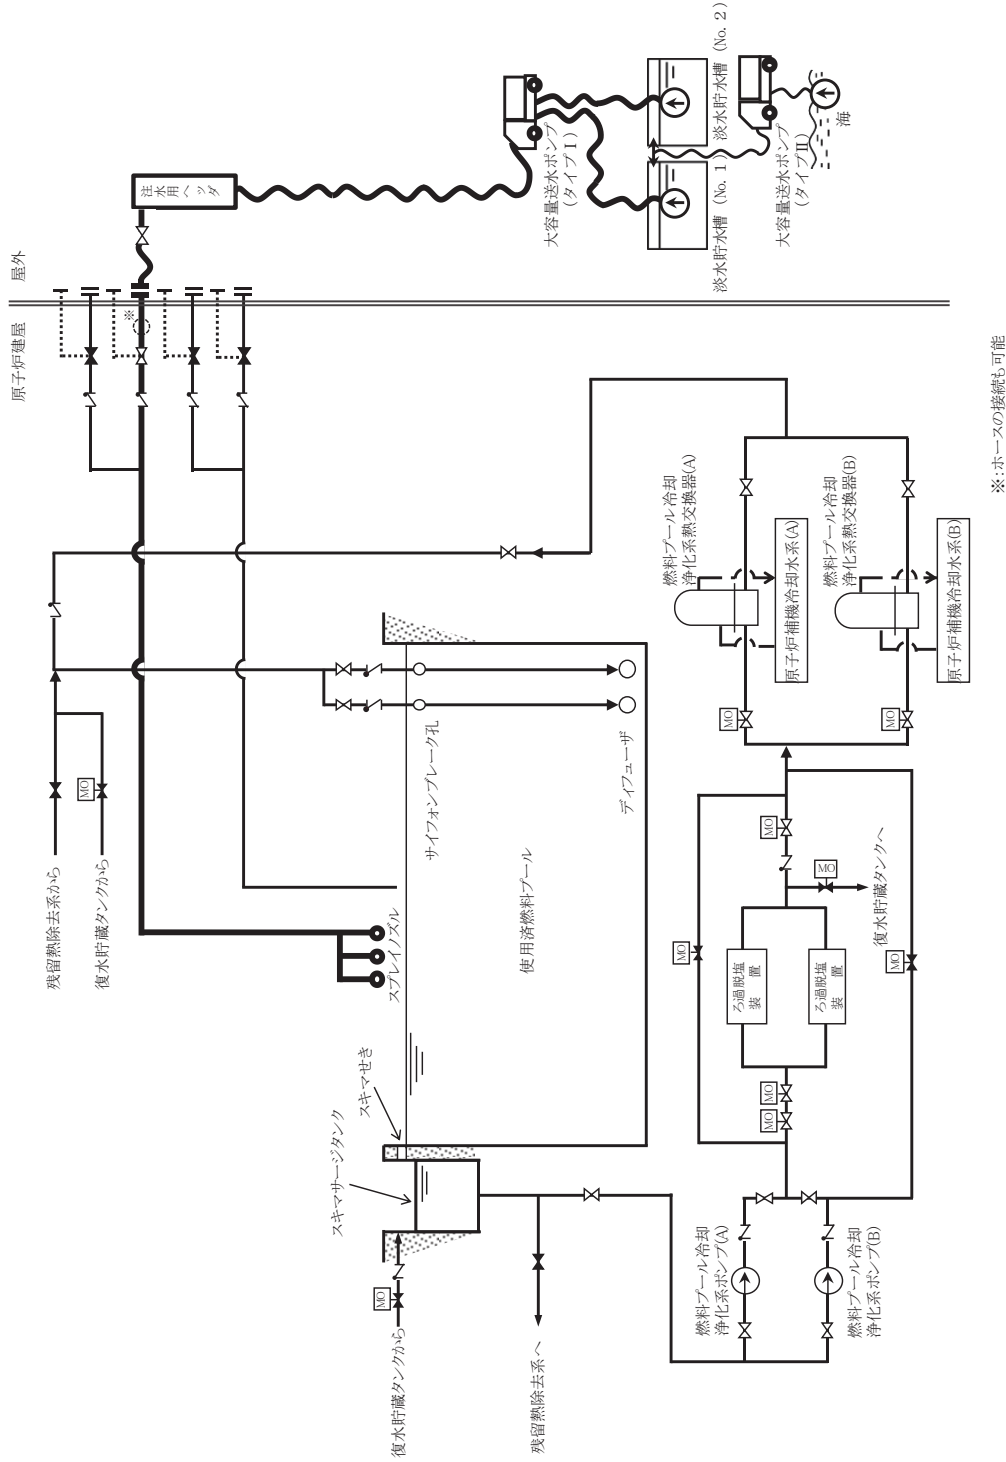 残留熱除去系から
復水貯蔵タンクから
MO
原子炉建屋
屋外
※
注水用ヘッダ
大容量送水ポンプ
(タイプⅠ)
淡水貯水槽 (No. 1)
淡水貯水槽 (No. 2)
大容量送水ポンプ
(タイプⅡ)
海
スプレイノズル
スキマサージタンク
スキマせき
サイフォンブレーク孔
使用済燃料プール
ディフューザ
復水貯蔵タンクから
MO
残留熱除去系へ
燃料プール冷却
浄化系熱交換器(A)
原子炉補機冷却水系(A)
燃料プール冷却
浄化系熱交換器(B)
原子炉補機冷却水系(B)
MO
MO
MO
MO
復水貯蔵タンクへ
MO
MO
ろ過脱塩
装　置
ろ過脱塩
装　置
MO
MO
燃料プール冷却
浄化系ポンプ(A)
燃料プール冷却
浄化系ポンプ(B)
※:ホースの接続も可能